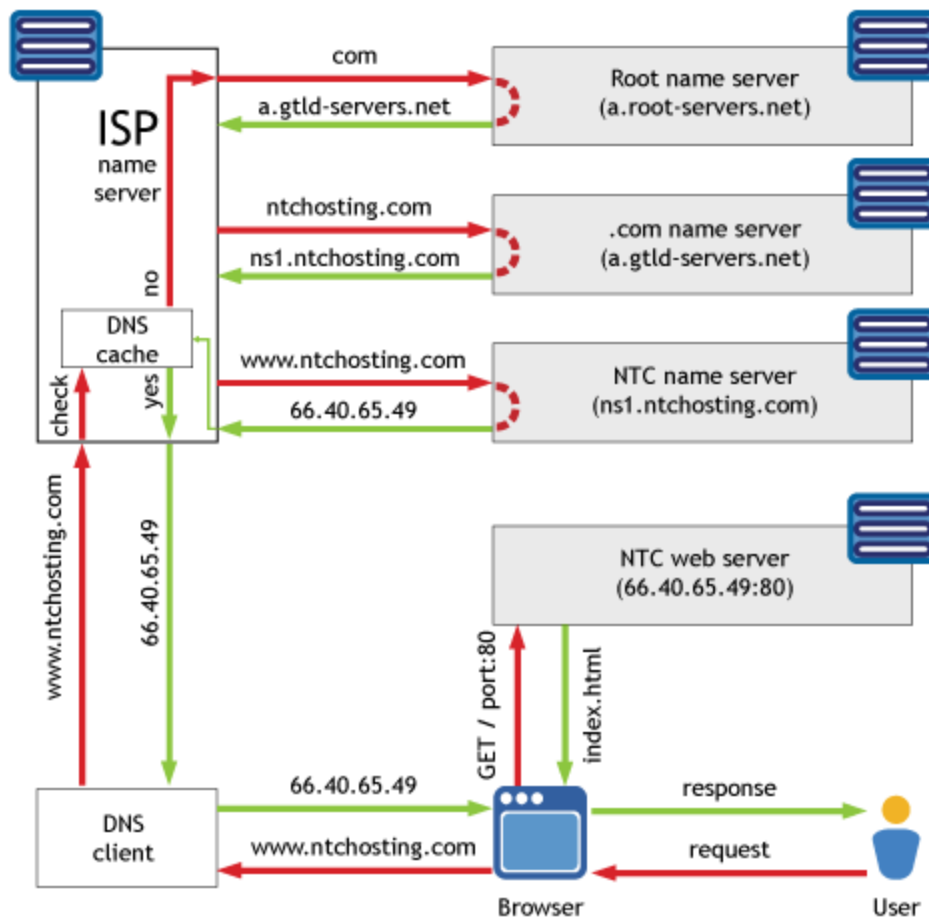 com
Root name server
(a.root-servers.net)
a.gtld-servers.net
ISP
name
server
ntchosting.com
.com name server
(a.gtld-servers.net)
ns1.ntchosting.com
no
DNS
cache
www.ntchosting.com
NTC name server
(ns1.ntchosting.com)
66.40.65.49
check
yes
www.ntchosting.com
66.40.65.49
NTC web server
(66.40.65.49:80)
GET / port:80
index.html
66.40.65.49
response
DNS
client
www.ntchosting.com
request
Browser
User